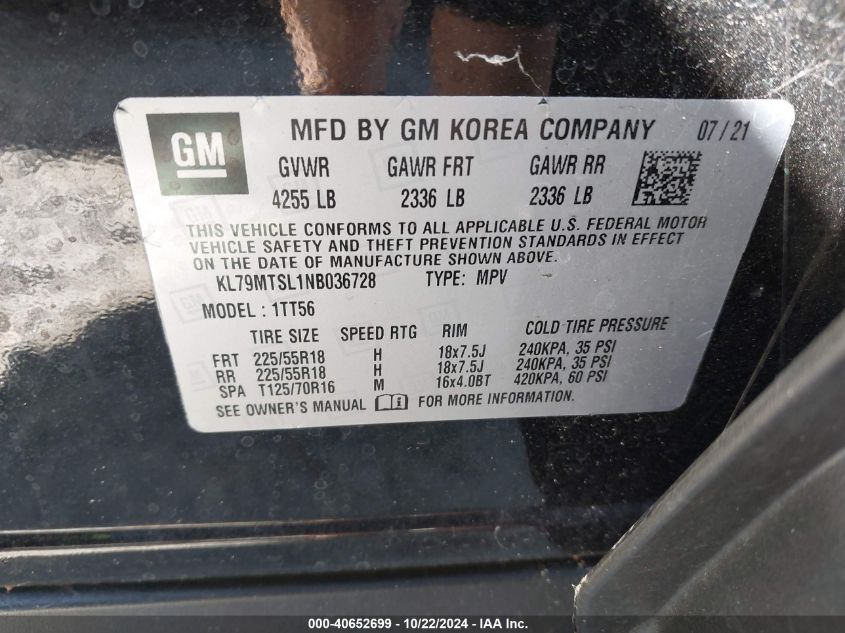 GM
MFD BY GM KOREA COMPANY 07/21
GVWR GAWR FRT GAWR RR
4255 LB 2336 LB 2336 LB
THIS VEHICLE CONFORMS TO ALL APPLICABLE U.S. FEDERAL MOTOR
VEHICLE SAFETY AND THEFT PREVENTION STANDARDS IN EFFECT
ON THE DATE OF MANUFACTURE SHOWN ABOVE.
KL79MTSL1NB036728 TYPE: MPV
MODEL : 1TT56
TIRE SIZE SPEED RTG RIM COLD TIRE PRESSURE
FRT 225/55R18 H 18x7.5J 240KPA, 35 PSI
RR 225/55R18 H 18x7.5J 240KPA, 35 PSI
SPA T125/70R16 M 16x4.0BT 420KPA, 60 PSI
SEE OWNER'S MANUAL i FOR MORE INFORMATION.
000-40652699 - 10/22/2024 - IAA Inc.